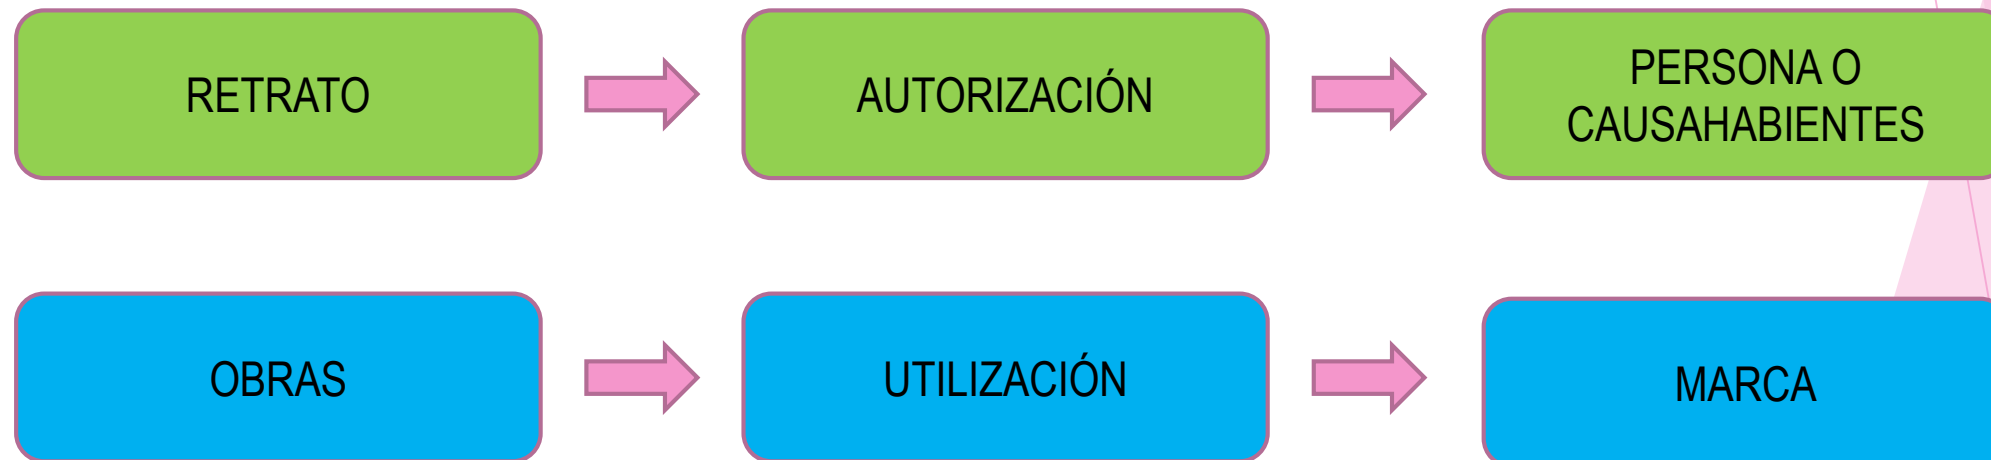 RETRATO
AUTORIZACIÓN
PERSONA O
CAUSAHABIENTES
OBRAS
UTILIZACIÓN
MARCA